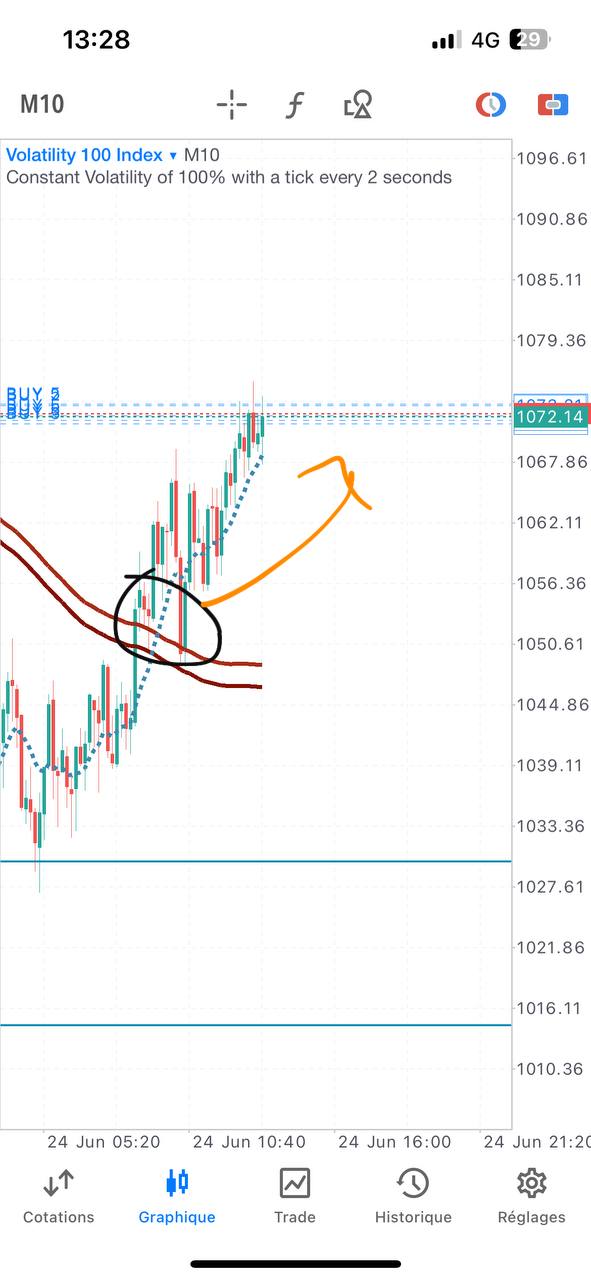 13:28
4G
29
M10
Volatility 100 Index ▾ M10
Constant Volatility of 100% with a tick every 2 seconds
1096.61
1090.86
1085.11
1079.36
BUY
1072.14
1067.86
1062.11
1056.36
1050.61
1044.86
1039.11
1033.36
1027.61
1021.86
1016.11
1010.36
24 Jun 05:20
24 Jun 10:40
24 Jun 16:00
24 Jun 21:20
Cotations
Graphique
Trade
Historique
Réglages